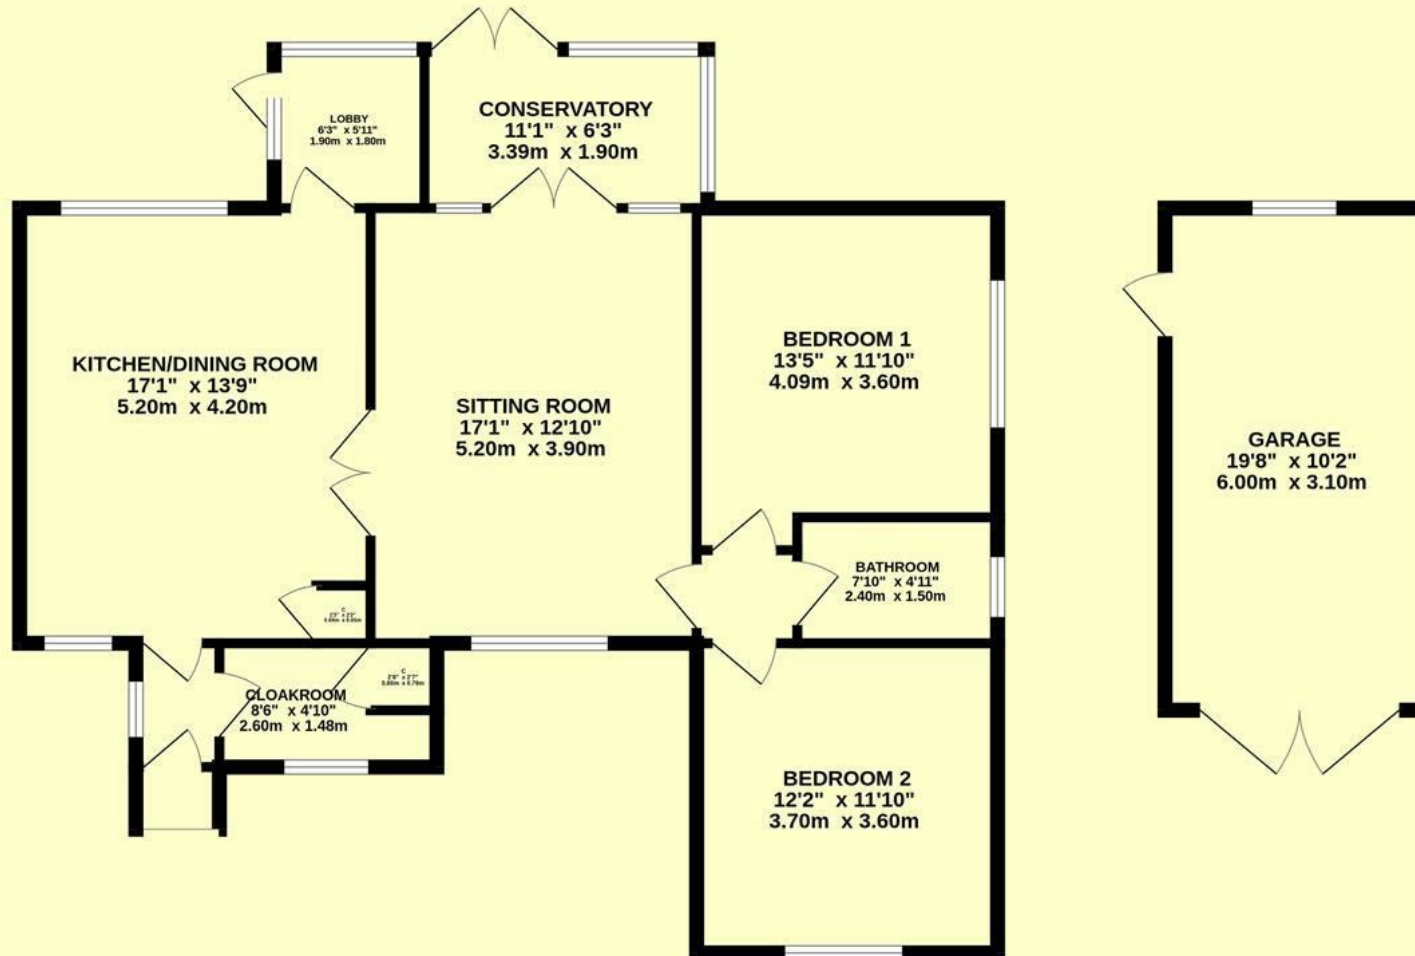 LOBBY
6'3" x 5'11"
1.90m x 1.80m
CONSERVATORY
11'1" x 6'3"
3.39m x 1.90m
KITCHEN/DINING ROOM
17'1" x 13'9"
5.20m x 4.20m
SITTING ROOM
17'1" x 12'10"
5.20m x 3.90m
BEDROOM 1
13'5" x 11'10"
4.09m x 3.60m
GARAGE
19'8" x 10'2"
6.00m x 3.10m
BATHROOM
7'10" x 4'11"
2.40m x 1.50m
C
C
CLOAKROOM
8'6" x 4'10"
2.60m x 1.48m
BEDROOM 2
12'2" x 11'10"
3.70m x 3.60m